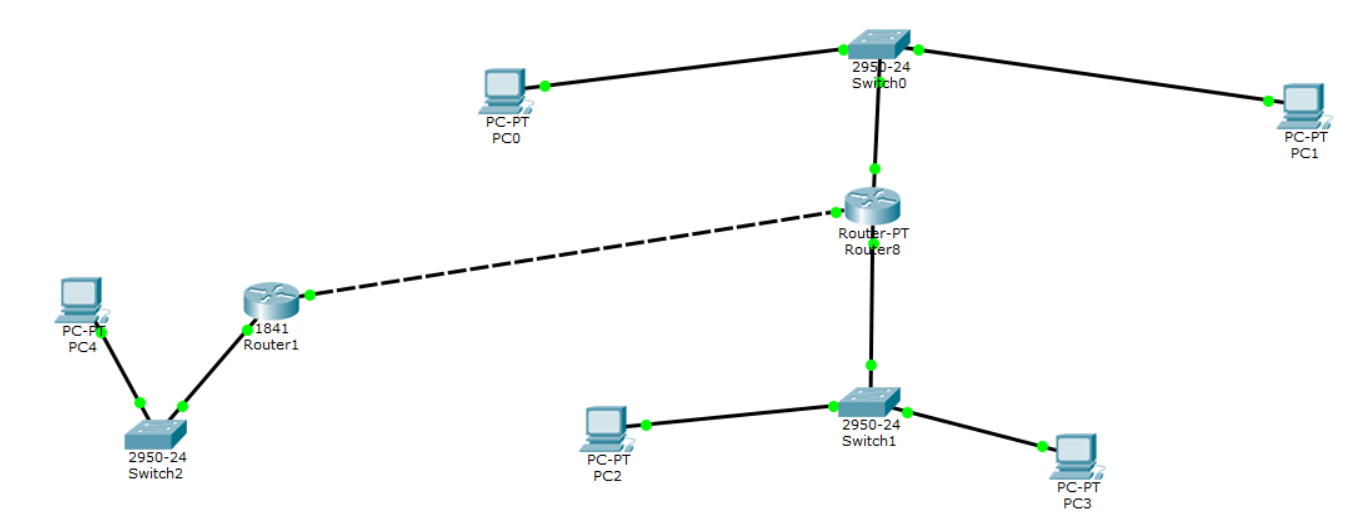 2950-24
Switch0
PC-PT
PC0
PC-PT
PC1
Router-PT
Router8
PC-PT
PC4
1841
Router1
2950-24
Switch2
PC-PT
PC2
2950-24
Switch1
PC-PT
PC3